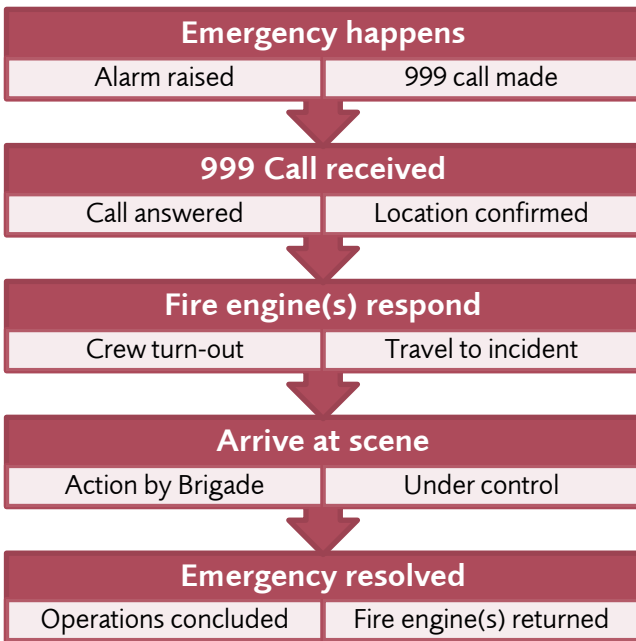 Emergency happens
Alarm raised 999 call made
999 Call received
Call answered Location confirmed
Fire engine(s) respond
Crew turn-out Travel to incident
Arrive at scene
Action by Brigade Under control
Emergency resolved
Operations concluded Fire engine(s) returned